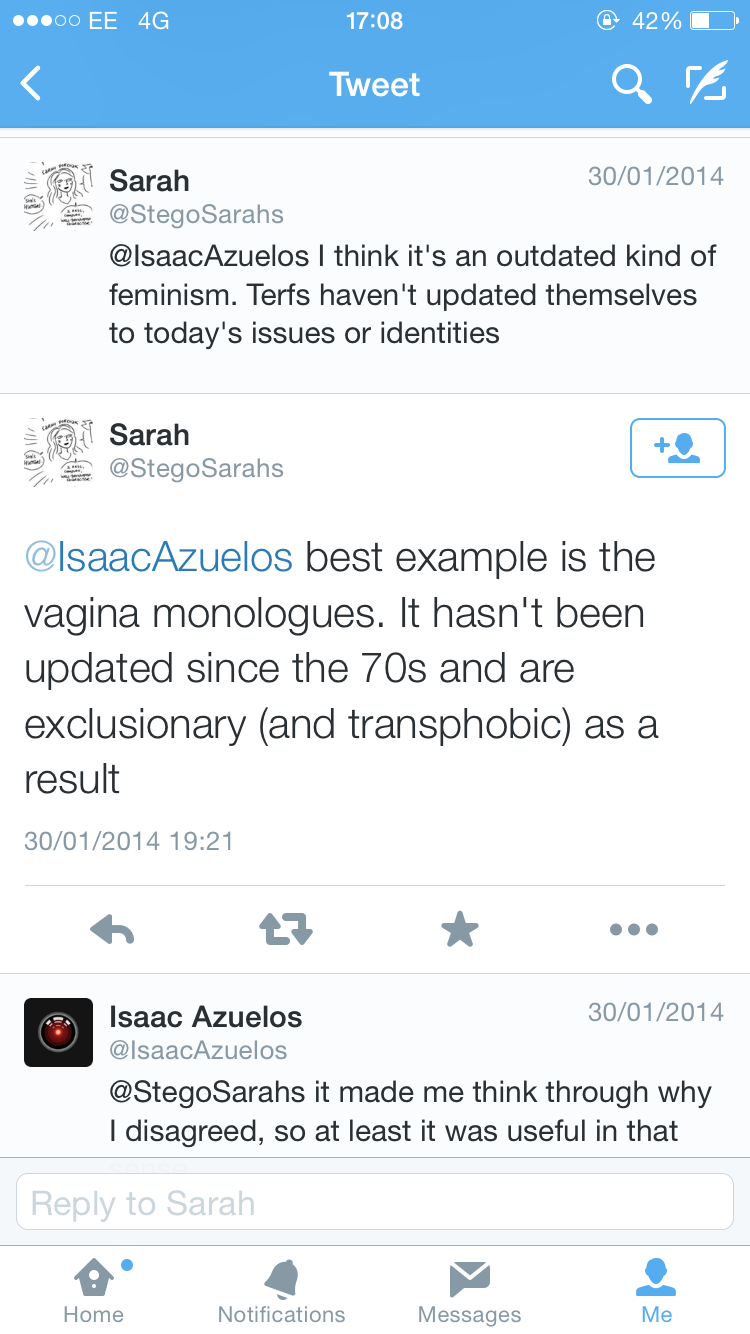 EE 4G 17:08 42%
Tweet
Sarah 30/01/2014
@StegoSarahs
@IsaacAzuelos I think it's an outdated kind of
feminism. Terfs haven't updated themselves
to today's issues or identities
Sarah
@StegoSarahs
@IsaacAzuelos best example is the
vagina monologues. It hasn't been
updated since the 70s and are
exclusionary (and transphobic) as a
result
30/01/2014 19:21
Isaac Azuelos 30/01/2014
@IsaacAzuelos
@StegoSarahs it made me think through why
I disagreed, so at least it was useful in that
sense
Reply to Sarah
Home Notifications Messages Me